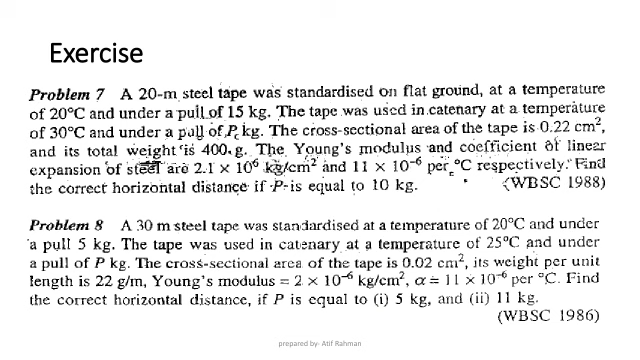 Exercise
Problem 7 A 20-m steel tape was standardised on flat ground, at a temperature
of 20°C and under a pull of 15 kg. The tape was used in catenary at a temperature
of 30°C and under a pull of P kg. The cross-sectional area of the tape is 0.22 cm², 
and its total weight is 400 g. The Young's modulus and coefficient of linear
expansion of steel are 2.1 × 10⁶ kg/cm² and 11 × 10⁻⁶ per °C respectively. Find
the correct horizontal distance if P is equal to 10 kg. (WBSC 1988)
Problem 8 A 30 m steel tape was standardised at a temperature of 20°C and under
a pull 5 kg. The tape was used in catenary at a temperature of 25°C and under
a pull of P kg. The cross-sectional area of the tape is 0.02 cm², its weight per unit
length is 22 g/m, Young's modulus = 2 × 10⁻⁶ kg/cm², α = 11 × 10⁻⁶ per °C. Find
the correct horizontal distance, if P is equal to (i) 5 kg, and (ii) 11 kg.
(WBSC 1986)
prepared by- Atif Rahman